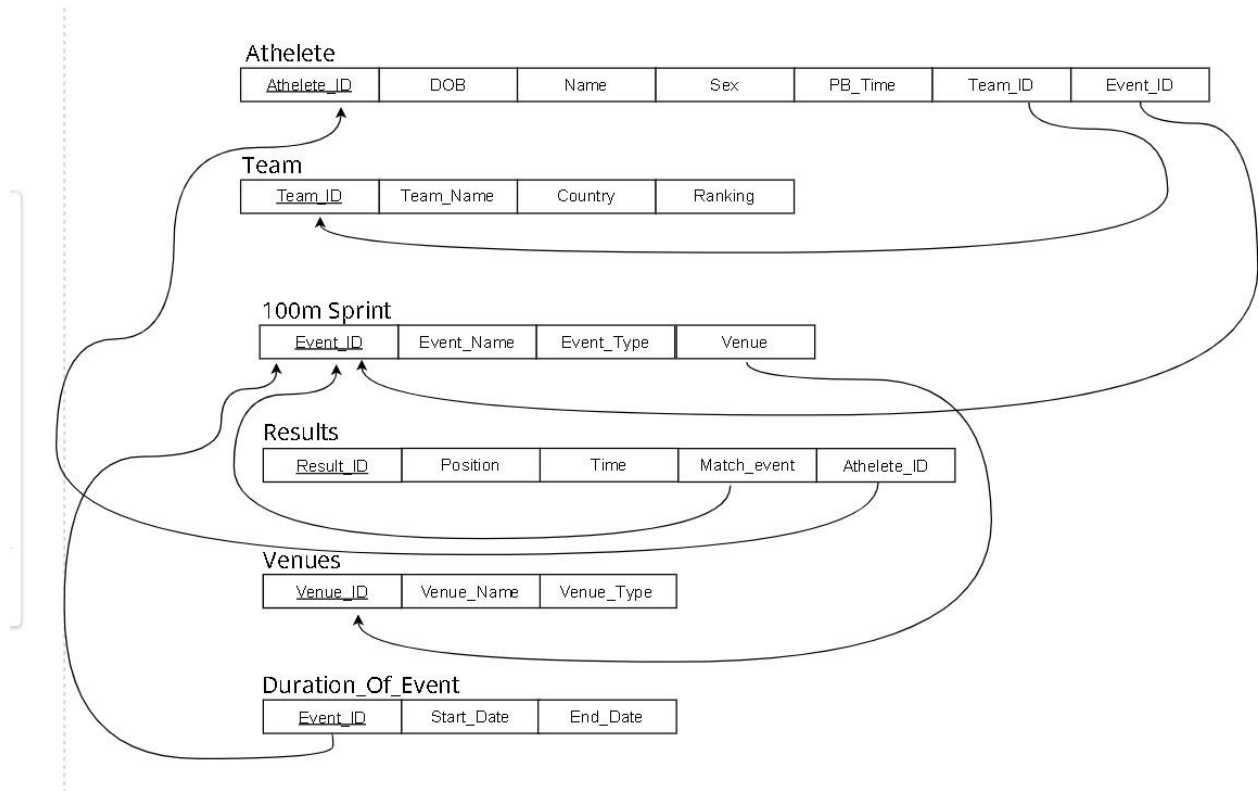 Athelete
Athelete_ID DOB Name Sex PB_Time Team_ID Event_ID
Team
Team_ID Team_Name Country Ranking
100m Sprint
Event_ID Event_Name Event_Type Venue
Results
Result_ID Position Time Match_event Athelete_ID
Venues
Venue_ID Venue_Name Venue_Type
Duration_Of_Event
Event_ID Start_Date End_Date